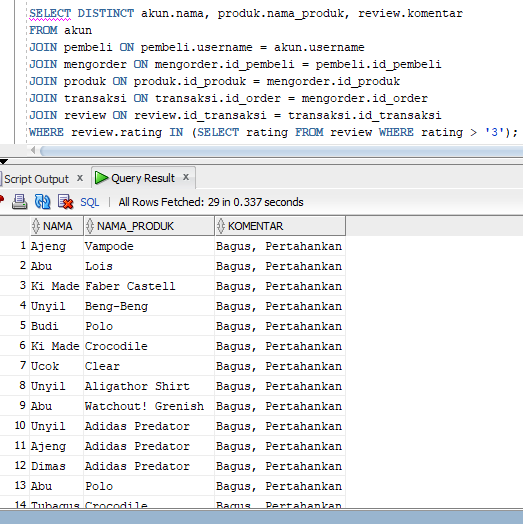 SELECT DISTINCT akun.nama, produk.nama_produk, review.komentar
FROM akun
JOIN pembeli ON pembeli.username = akun.username
JOIN mengorder ON mengorder.id_pembeli = pembeli.id_pembeli
JOIN produk ON produk.id_produk = mengorder.id_produk
JOIN transaksi ON transaksi.id_order = mengorder.id_order
JOIN review ON review.id_transaksi = transaksi.id_transaksi
WHERE review.rating IN (SELECT rating FROM review WHERE rating > '3');
Script Output x Query Result x
SQL | All Rows Fetched: 29 in 0.337 seconds
NAMA NAMA_PRODUK KOMENTAR
1 Ajeng Vampode Bagus, Pertahankan
2 Abu Lois Bagus, Pertahankan
3 Ki Made Faber Castell Bagus, Pertahankan
4 Unyil Beng-Beng Bagus, Pertahankan
5 Budi Polo Bagus, Pertahankan
6 Ki Made Crocodile Bagus, Pertahankan
7 Ucok Clear Bagus, Pertahankan
8 Unyil Aligathor Shirt Bagus, Pertahankan
9 Abu Watchout! Grenish Bagus, Pertahankan
10 Unyil Adidas Predator Bagus, Pertahankan
11 Ajeng Adidas Predator Bagus, Pertahankan
12 Dimas Adidas Predator Bagus, Pertahankan
13 Abu Polo Bagus, Pertahankan
14 Tubagus Crocodile Bagus, Pertahankan